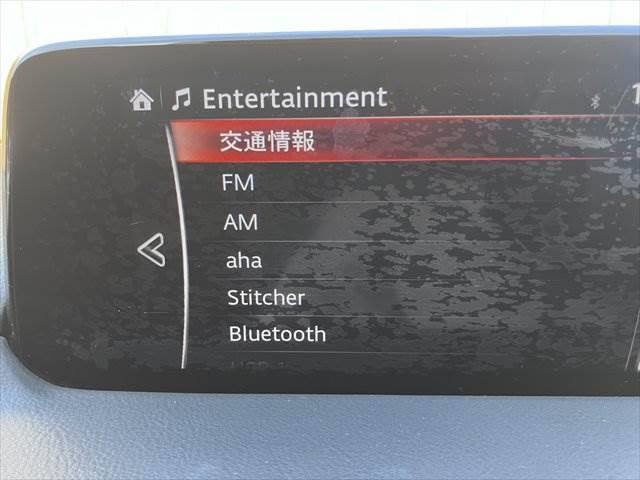 Entertainment
交通情報
FM
AM
aha
Stitcher
Bluetooth